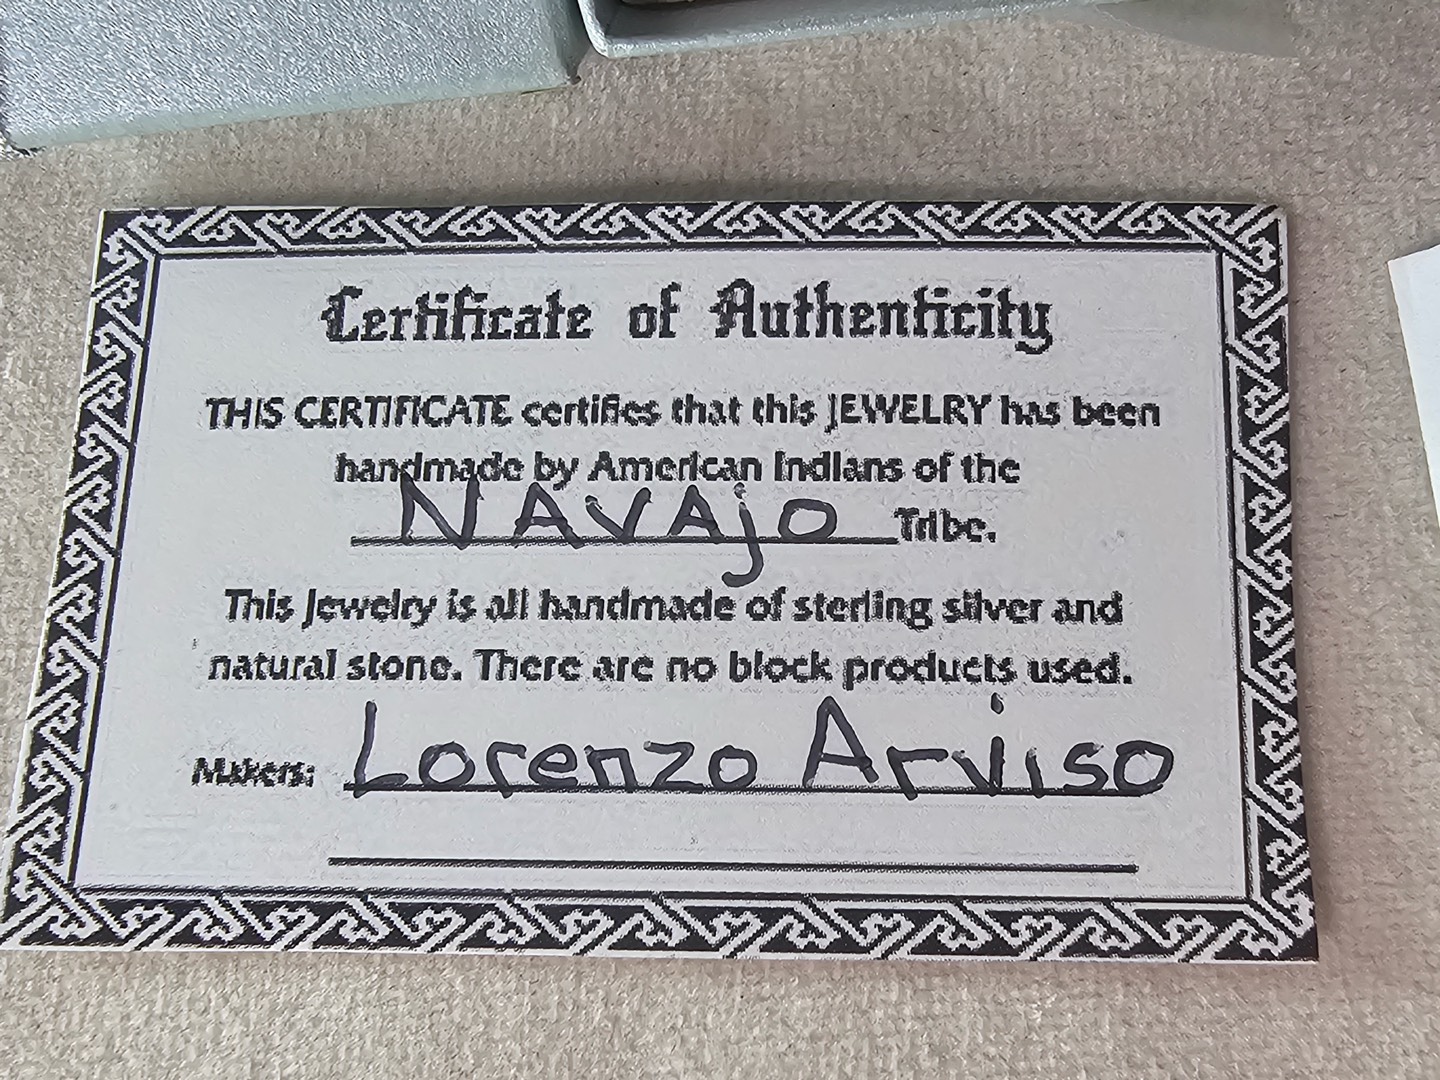 Certificate of Authenticity
THIS CERTIFICATE certifies that this JEWELRY has been
handmade by American Indians of the
NAVAjO Tribe.
This Jewelry is all handmade of sterling silver and
natural stone. There are no block products used.
Makers: Lorenzo Arviso